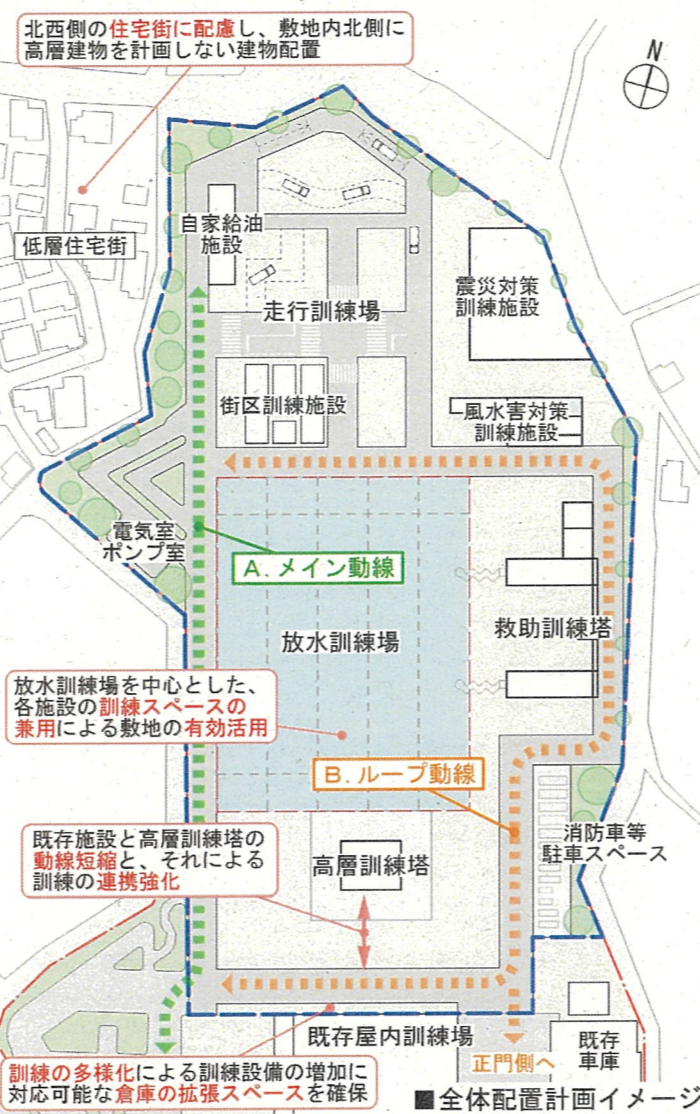 北西側の住宅街に配慮し、敷地内北側に
高層建物を計画しない建物配置
N
低層住宅街
自家給油
施設
走行訓練場
震災対策
訓練施設
街区訓練施設
風水害対策
訓練施設
電気室
ポンプ室
A.メイン動線
放水訓練場
救助訓練塔
放水訓練場を中心とした、
各施設の訓練スペースの
兼用による敷地の有効活用
B.ループ動線
既存施設と高層訓練塔の
動線短縮と、それによる
訓練の連携強化
高層訓練塔
消防車等
駐車スペース
既存屋内訓練場
正門側へ
既存
車庫
訓練の多様化による訓練設備の増加に
対応可能な倉庫の拡張スペースを確保
■全体配置計画イメージ